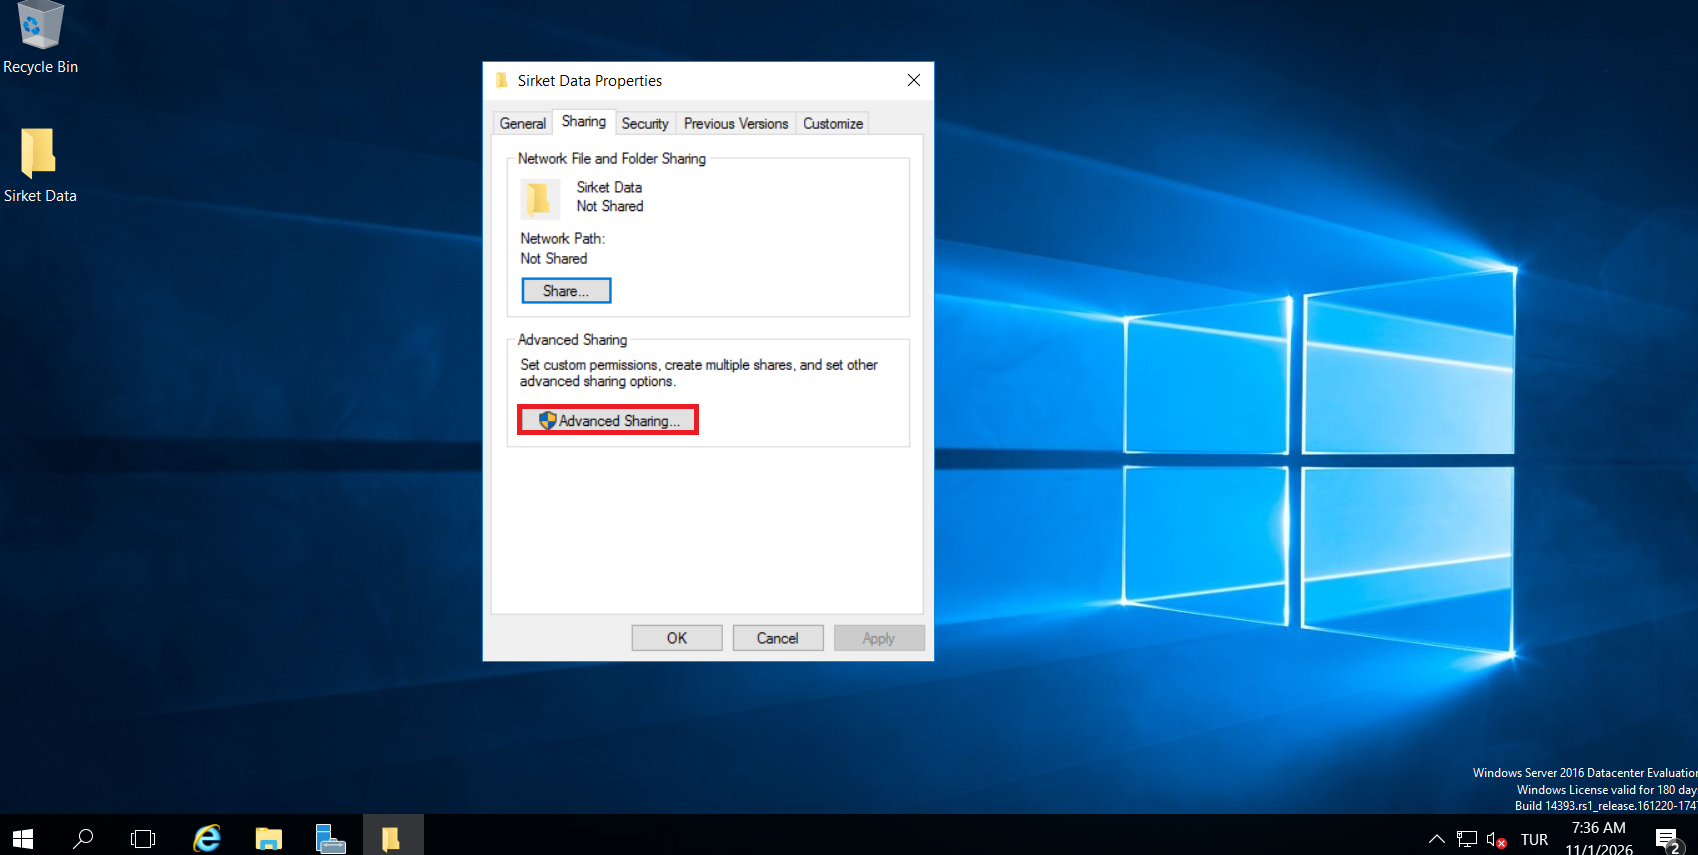 Recycle Bin
Sirket Data
Sirket Data Properties
General
Sharing
Security
Previous Versions
Customize
Network File and Folder Sharing
Sirket Data
Not Shared
Network Path:
Not Shared
Share...
Advanced Sharing
Set custom permissions, create multiple shares, and set other
advanced sharing options.
Advanced Sharing...
OK
Cancel
Apply
Windows Server 2016 Datacenter Evaluation
Windows License valid for 180 day
Build 14393.rs1_release.161220-174
TUR
7:36 AM
11/1/2026
2